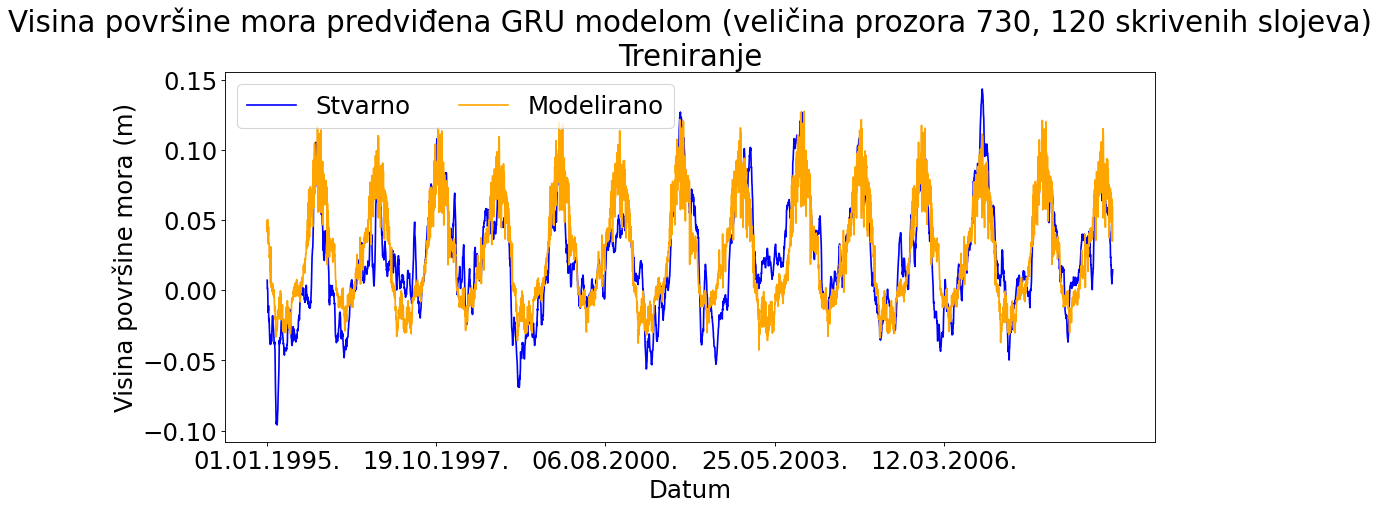 Visina površine mora predviđena GRU modelom (veličina prozora 730, 120 skrivenih slojeva)
Treniranje
Stvarno
Modelirano
Visina površine mora (m)
0.15
0.10
0.05
0.00
−0.05
−0.10
01.01.1995.
19.10.1997.
06.08.2000.
25.05.2003.
12.03.2006.
Datum